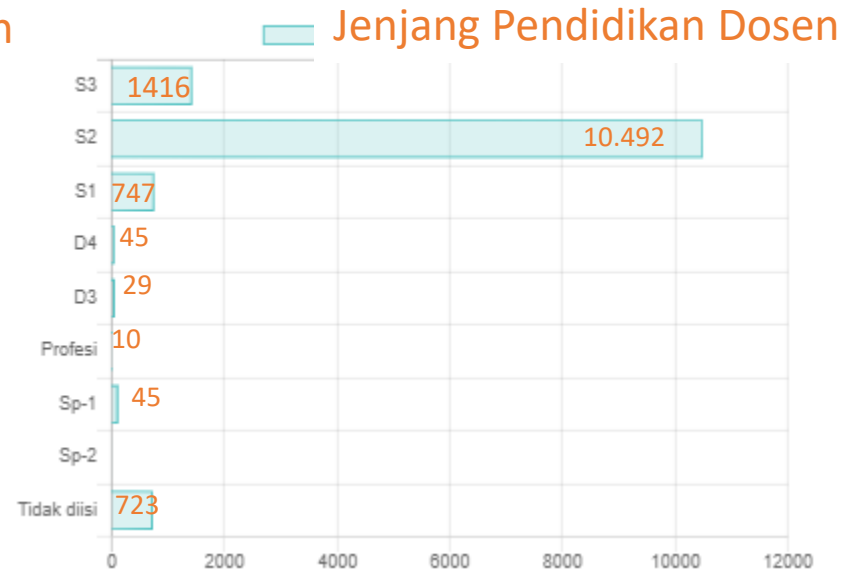 n
Jenjang Pendidikan Dosen
S3 1416
S2 10.492
S1 747
D4 45
D3 29
Profesi 10
Sp-1 45
Sp-2
Tidak diisi 723
0 2000 4000 6000 8000 10000 12000